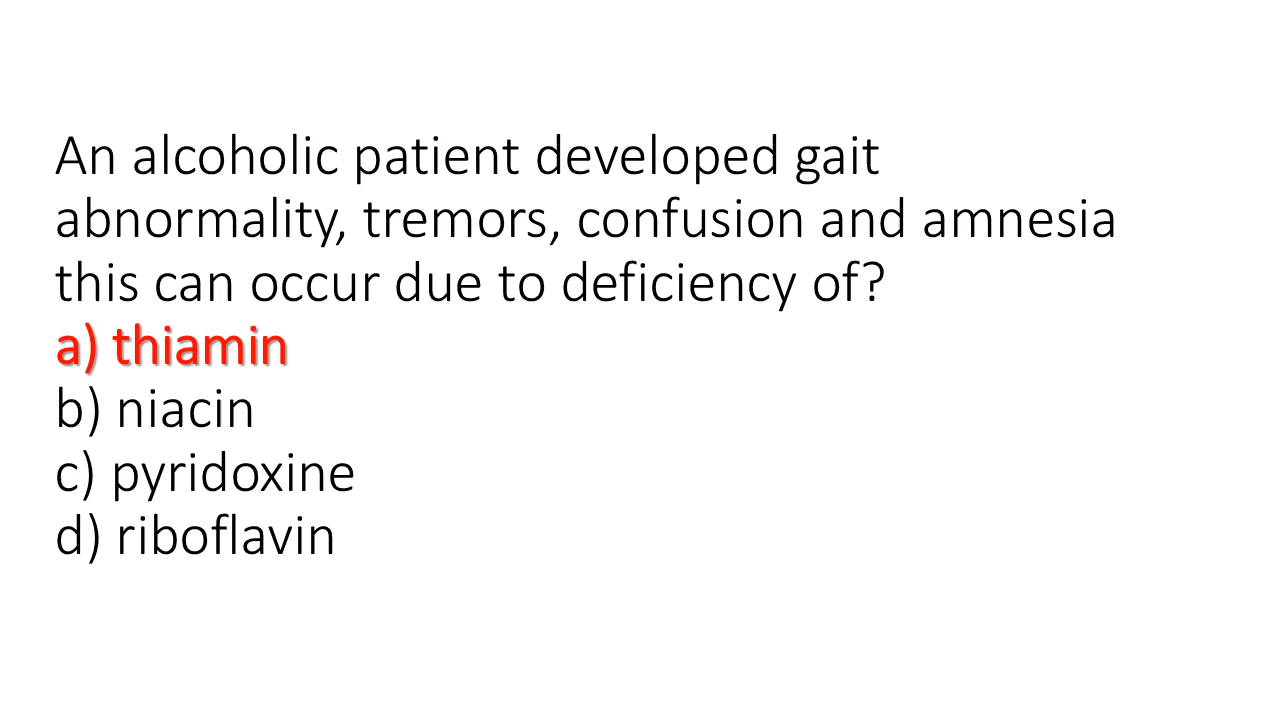 An alcoholic patient developed gait
abnormality, tremors, confusion and amnesia
this can occur due to deficiency of?
a) thiamin
b) niacin
c) pyridoxine
d) riboflavin